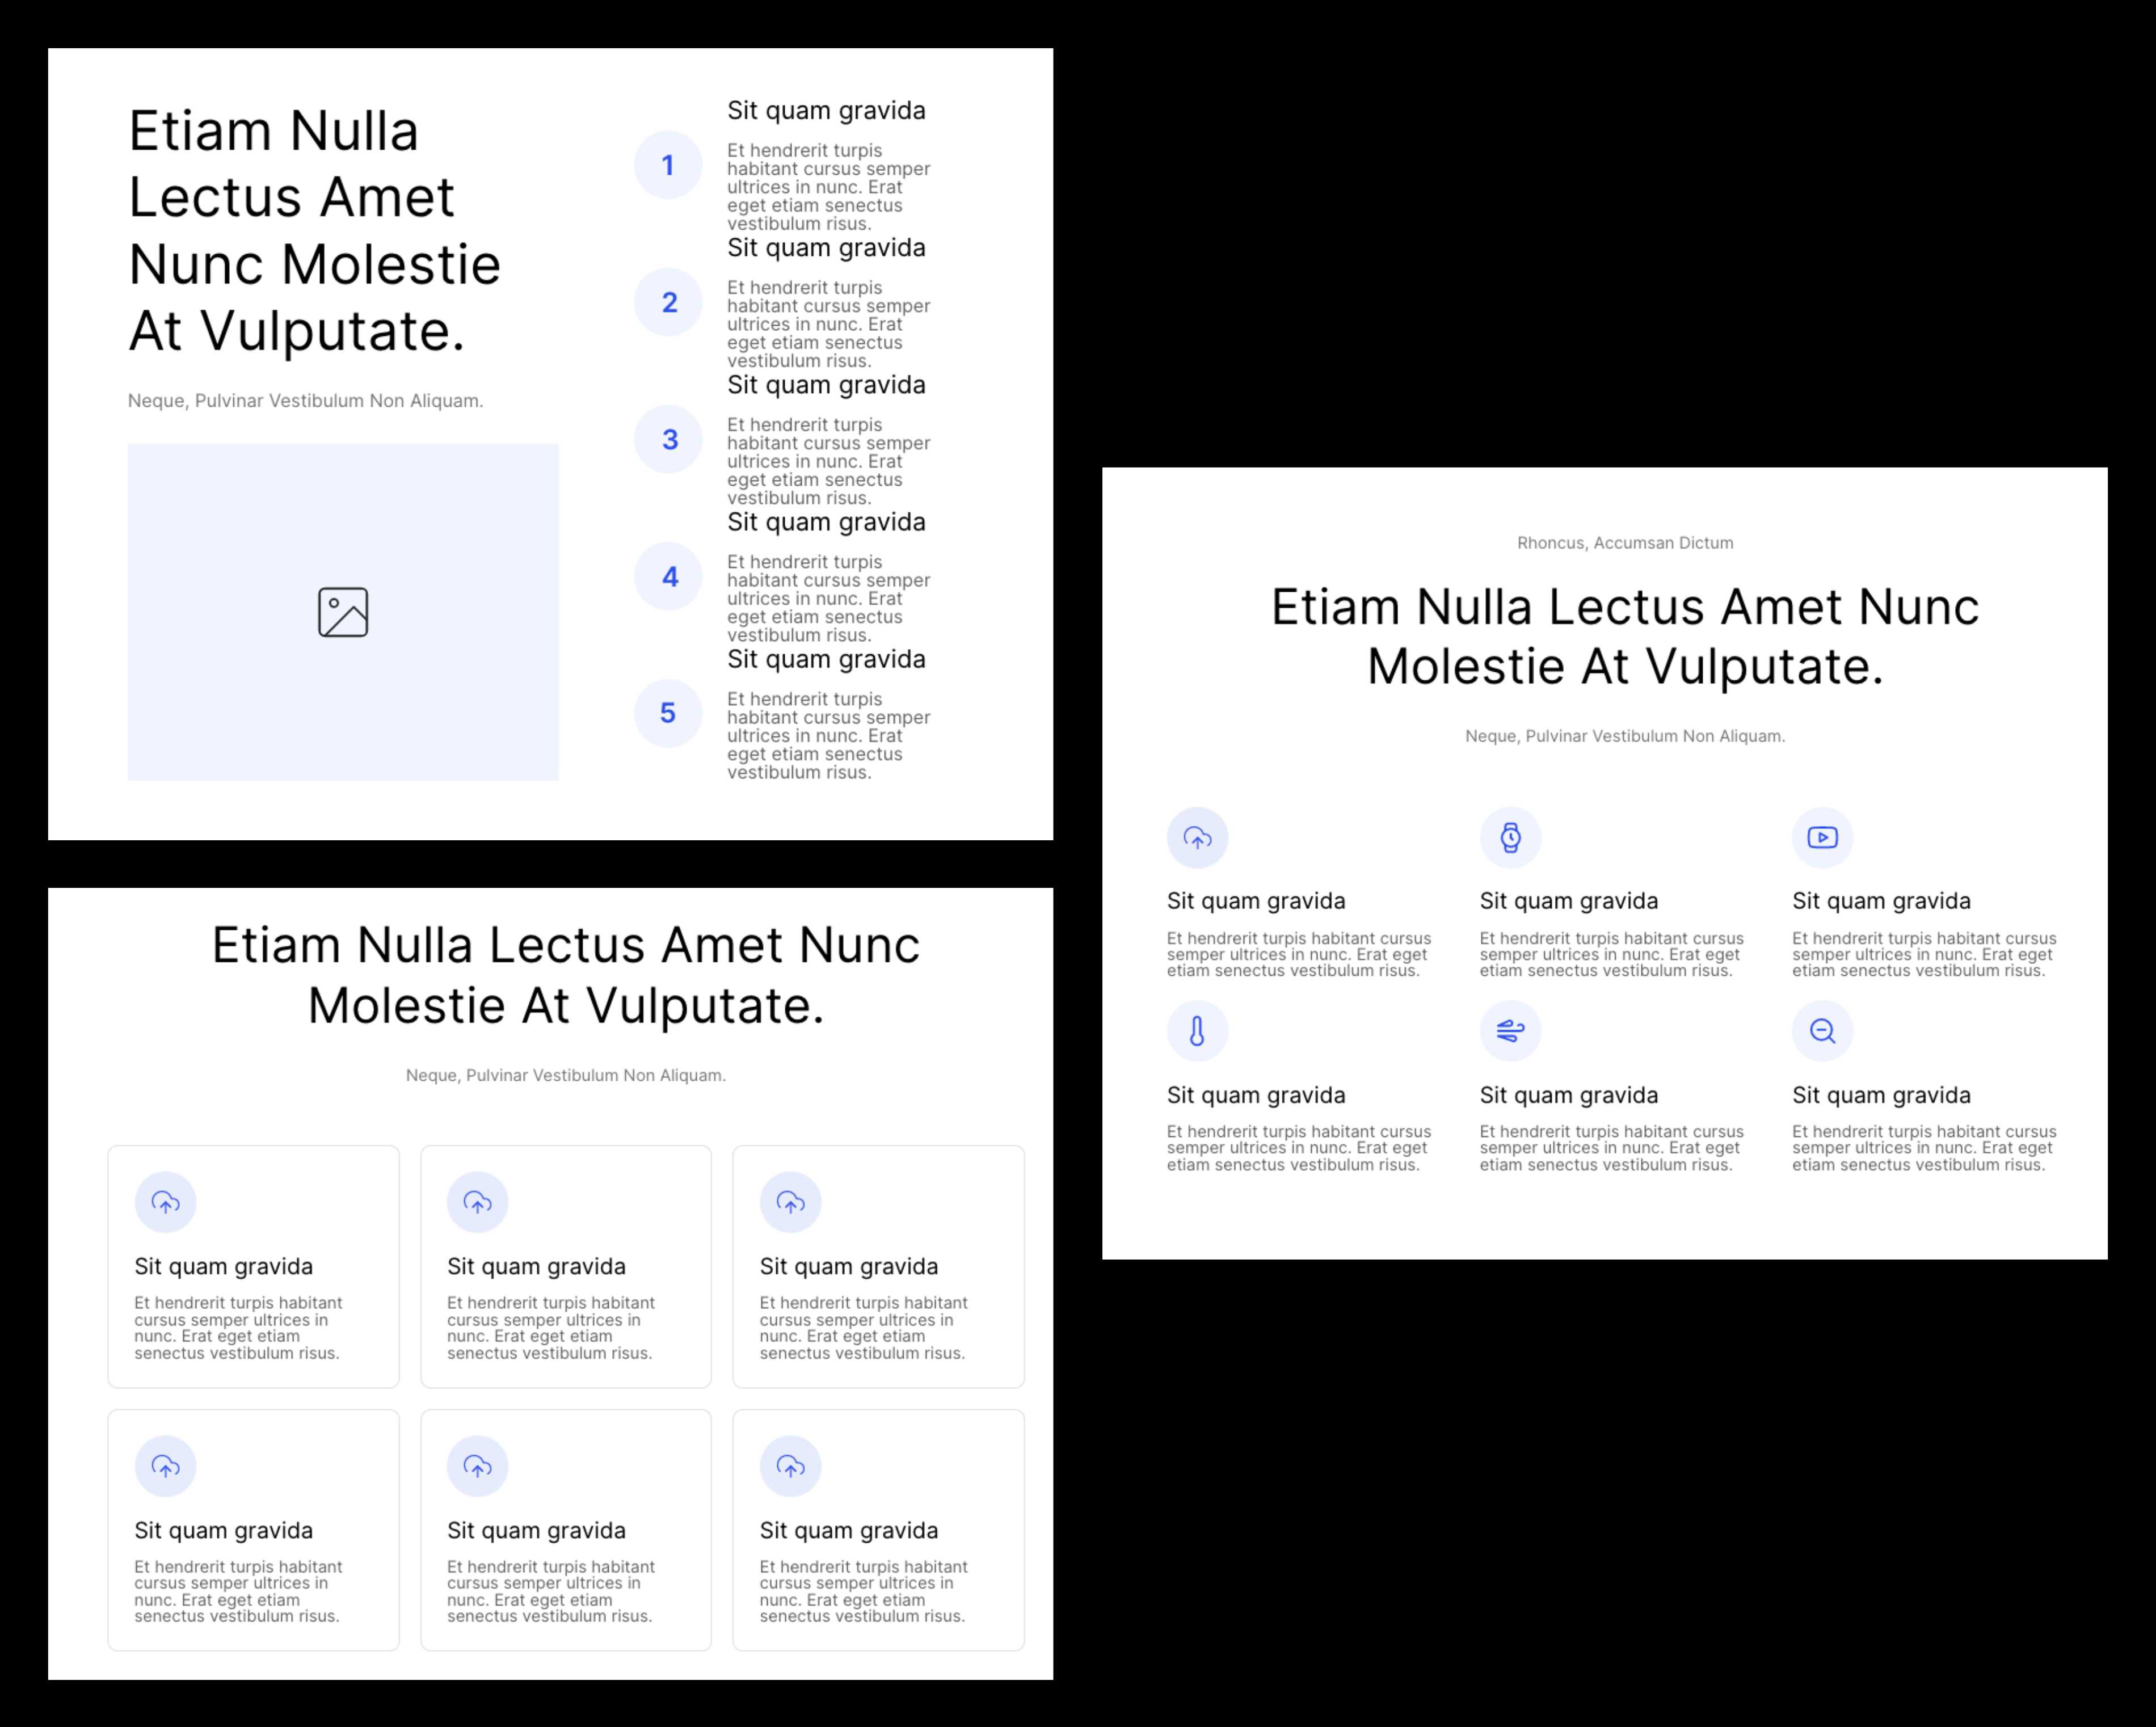 Etiam Nulla
Lectus Amet
Nunc Molestie
At Vulputate.
Neque, Pulvinar Vestibulum Non Aliquam.
Sit quam gravida
1
Et hendrerit turpis
habitant cursus semper
ultrices in nunc. Erat
eget etiam senectus
vestibulum risus.
Sit quam gravida
2
Et hendrerit turpis
habitant cursus semper
ultrices in nunc. Erat
eget etiam senectus
vestibulum risus.
Sit quam gravida
3
Et hendrerit turpis
habitant cursus semper
ultrices in nunc. Erat
eget etiam senectus
vestibulum risus.
Sit quam gravida
4
Et hendrerit turpis
habitant cursus semper
ultrices in nunc. Erat
eget etiam senectus
vestibulum risus.
Sit quam gravida
5
Et hendrerit turpis
habitant cursus semper
ultrices in nunc. Erat
eget etiam senectus
vestibulum risus.
Etiam Nulla Lectus Amet Nunc
Molestie At Vulputate.
Neque, Pulvinar Vestibulum Non Aliquam.
Sit quam gravida
Et hendrerit turpis habitant
cursus semper ultrices in
nunc. Erat eget etiam
senectus vestibulum risus.
Sit quam gravida
Et hendrerit turpis habitant
cursus semper ultrices in
nunc. Erat eget etiam
senectus vestibulum risus.
Sit quam gravida
Et hendrerit turpis habitant
cursus semper ultrices in
nunc. Erat eget etiam
senectus vestibulum risus.
Sit quam gravida
Et hendrerit turpis habitant
cursus semper ultrices in
nunc. Erat eget etiam
senectus vestibulum risus.
Sit quam gravida
Et hendrerit turpis habitant
cursus semper ultrices in
nunc. Erat eget etiam
senectus vestibulum risus.
Sit quam gravida
Et hendrerit turpis habitant
cursus semper ultrices in
nunc. Erat eget etiam
senectus vestibulum risus.
Rhoncus, Accumsan Dictum
Etiam Nulla Lectus Amet Nunc
Molestie At Vulputate.
Neque, Pulvinar Vestibulum Non Aliquam.
Sit quam gravida
Et hendrerit turpis habitant cursus
semper ultrices in nunc. Erat eget
etiam senectus vestibulum risus.
Sit quam gravida
Et hendrerit turpis habitant cursus
semper ultrices in nunc. Erat eget
etiam senectus vestibulum risus.
Sit quam gravida
Et hendrerit turpis habitant cursus
semper ultrices in nunc. Erat eget
etiam senectus vestibulum risus.
Sit quam gravida
Et hendrerit turpis habitant cursus
semper ultrices in nunc. Erat eget
etiam senectus vestibulum risus.
Sit quam gravida
Et hendrerit turpis habitant cursus
semper ultrices in nunc. Erat eget
etiam senectus vestibulum risus.
Sit quam gravida
Et hendrerit turpis habitant cursus
semper ultrices in nunc. Erat eget
etiam senectus vestibulum risus.